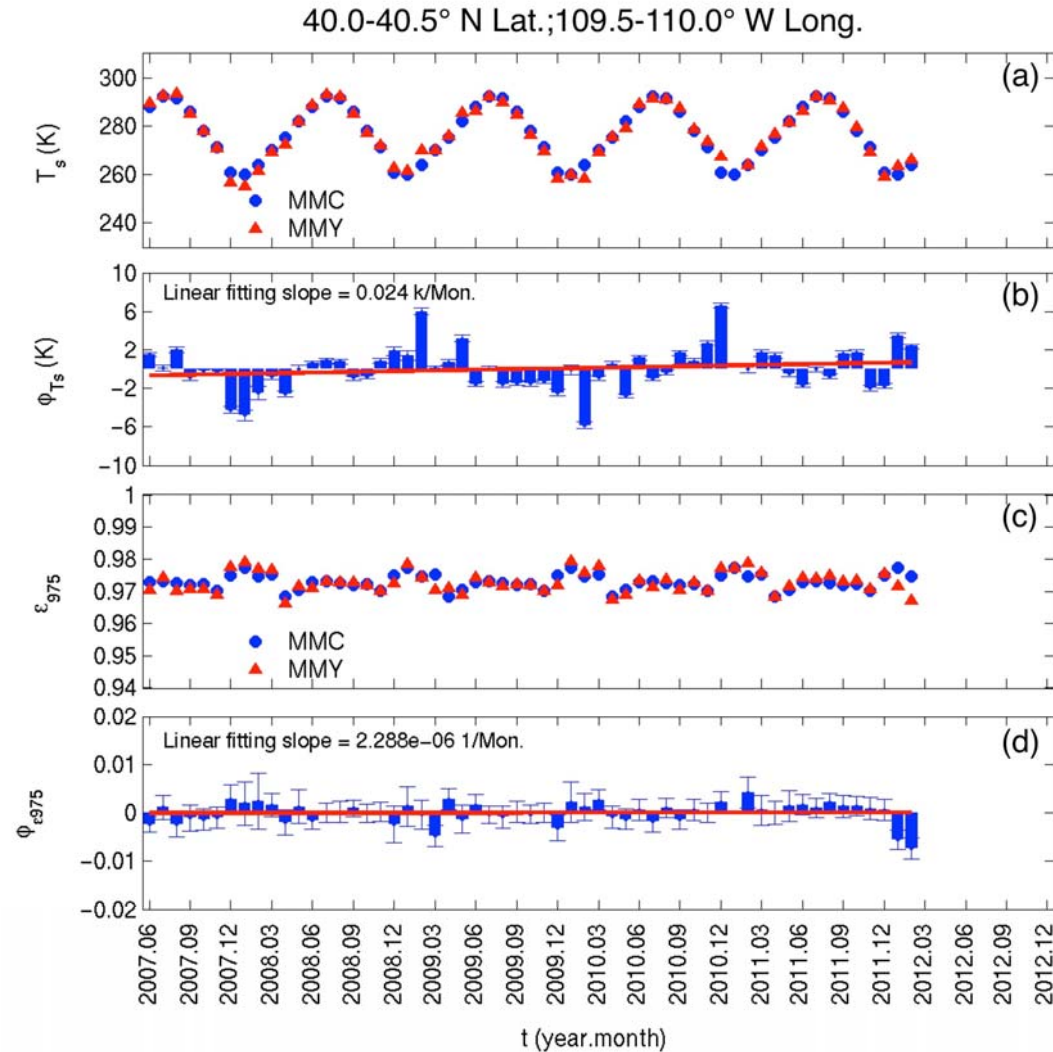 40.0-40.5° N Lat.;109.5-110.0° W Long.
(a)
300
280
260
240
T_s (K)
MMC
MMY
(b)
Linear fitting slope = 0.024 k/Mon.
10
6
2
−2
−6
−10
φ_Ts (K)
(c)
1
0.99
0.98
0.97
0.96
0.95
0.94
ε_975
MMC
MMY
(d)
Linear fitting slope = 2.288e−06 1/Mon.
0.02
0.01
0
−0.01
−0.02
φ_ε975
2007.06
2007.09
2007.12
2008.03
2008.06
2008.09
2008.12
2009.03
2009.06
2009.09
2009.12
2010.03
2010.06
2010.09
2010.12
2011.03
2011.06
2011.09
2011.12
2012.03
2012.06
2012.09
2012.12
t (year.month)